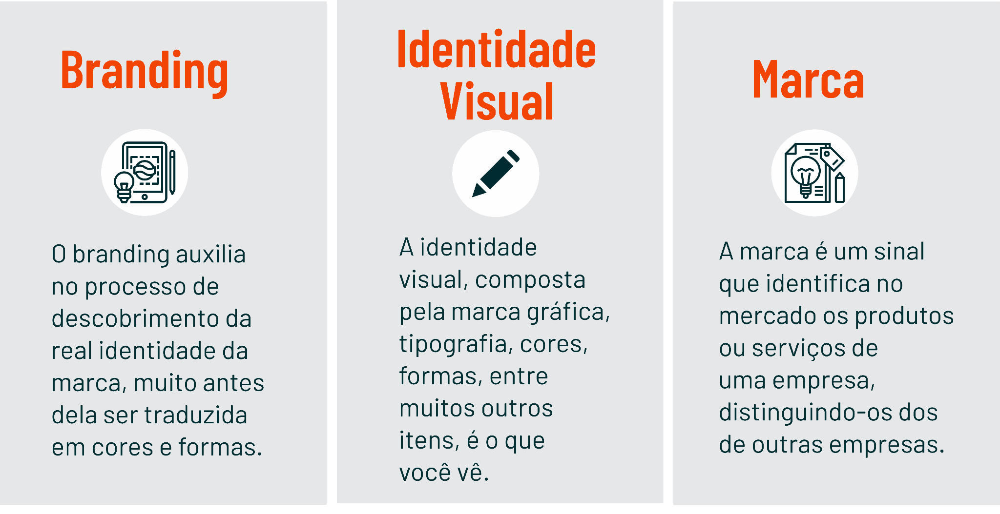 Branding
O branding auxilia
no processo de
descobrimento da
real identidade da
marca, muito antes
dela ser traduzida
em cores e formas.
Identidade
Visual
A identidade
visual, composta
pela marca gráfica,
tipografia, cores,
formas, entre
muitos outros
itens, é o que
você vê.
Marca
A marca é um sinal
que identifica no
mercado os produtos
ou serviços de
uma empresa,
distinguindo-os dos
de outras empresas.